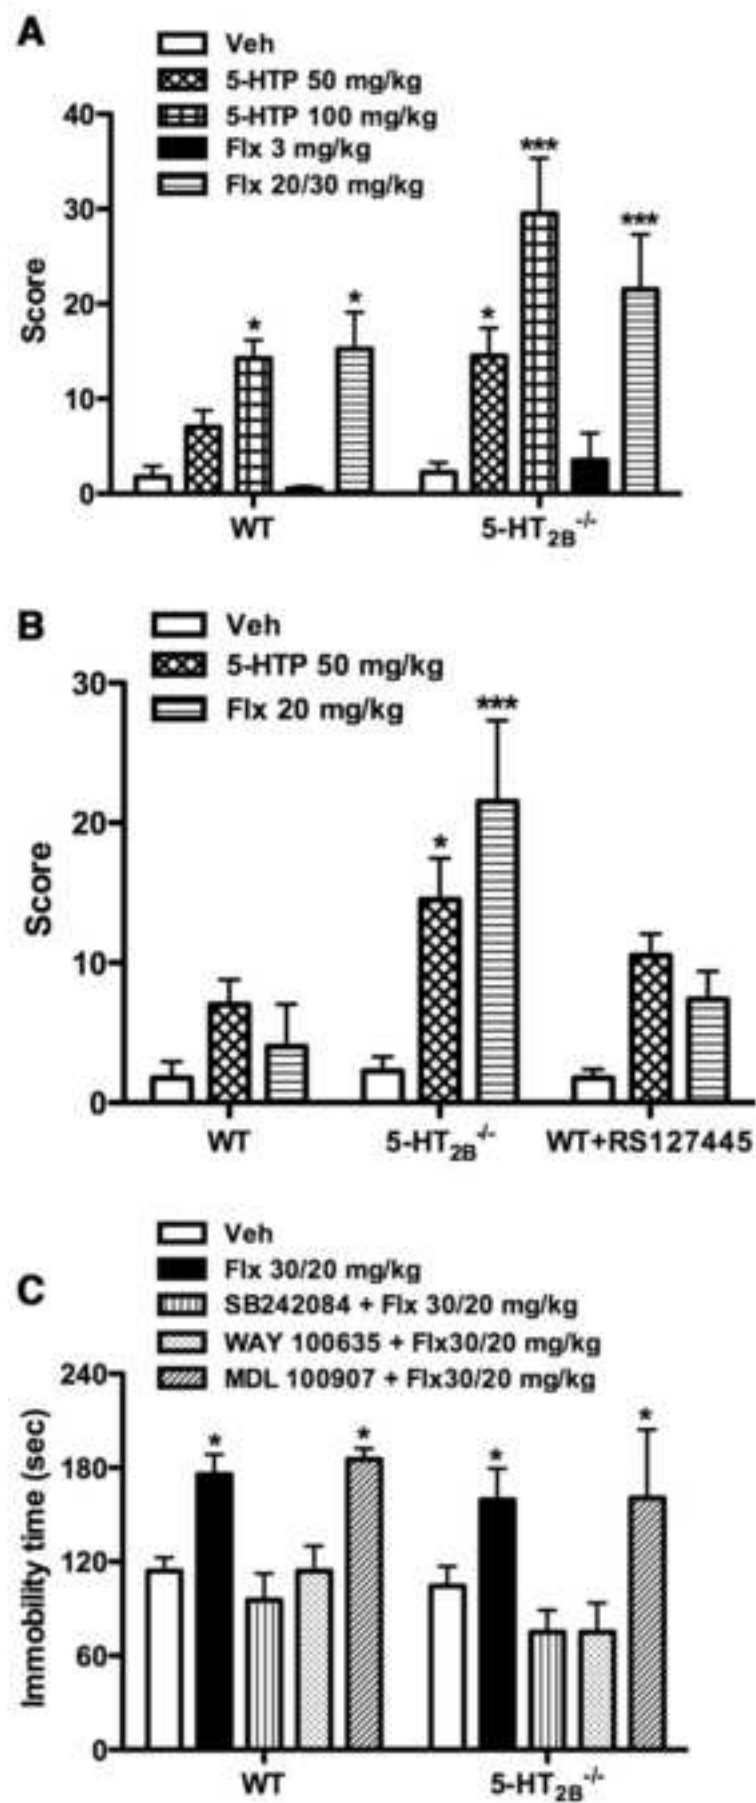 A
Veh
5-HTP 50 mg/kg
5-HTP 100 mg/kg
Flx 3 mg/kg
Flx 20/30 mg/kg
40
30
20
10
0
Score
* * * *** ***
WT 5-HT2B-/-
B
Veh
5-HTP 50 mg/kg
Flx 20 mg/kg
30
20
10
0
Score
* ***
WT 5-HT2B-/- WT+RS127445
C
Veh
Flx 30/20 mg/kg
SB242084 + Flx 30/20 mg/kg
WAY 100635 + Flx30/20 mg/kg
MDL 100907 + Flx30/20 mg/kg
240
180
120
60
0
Immobility time (sec)
* * * *
WT 5-HT2B-/-